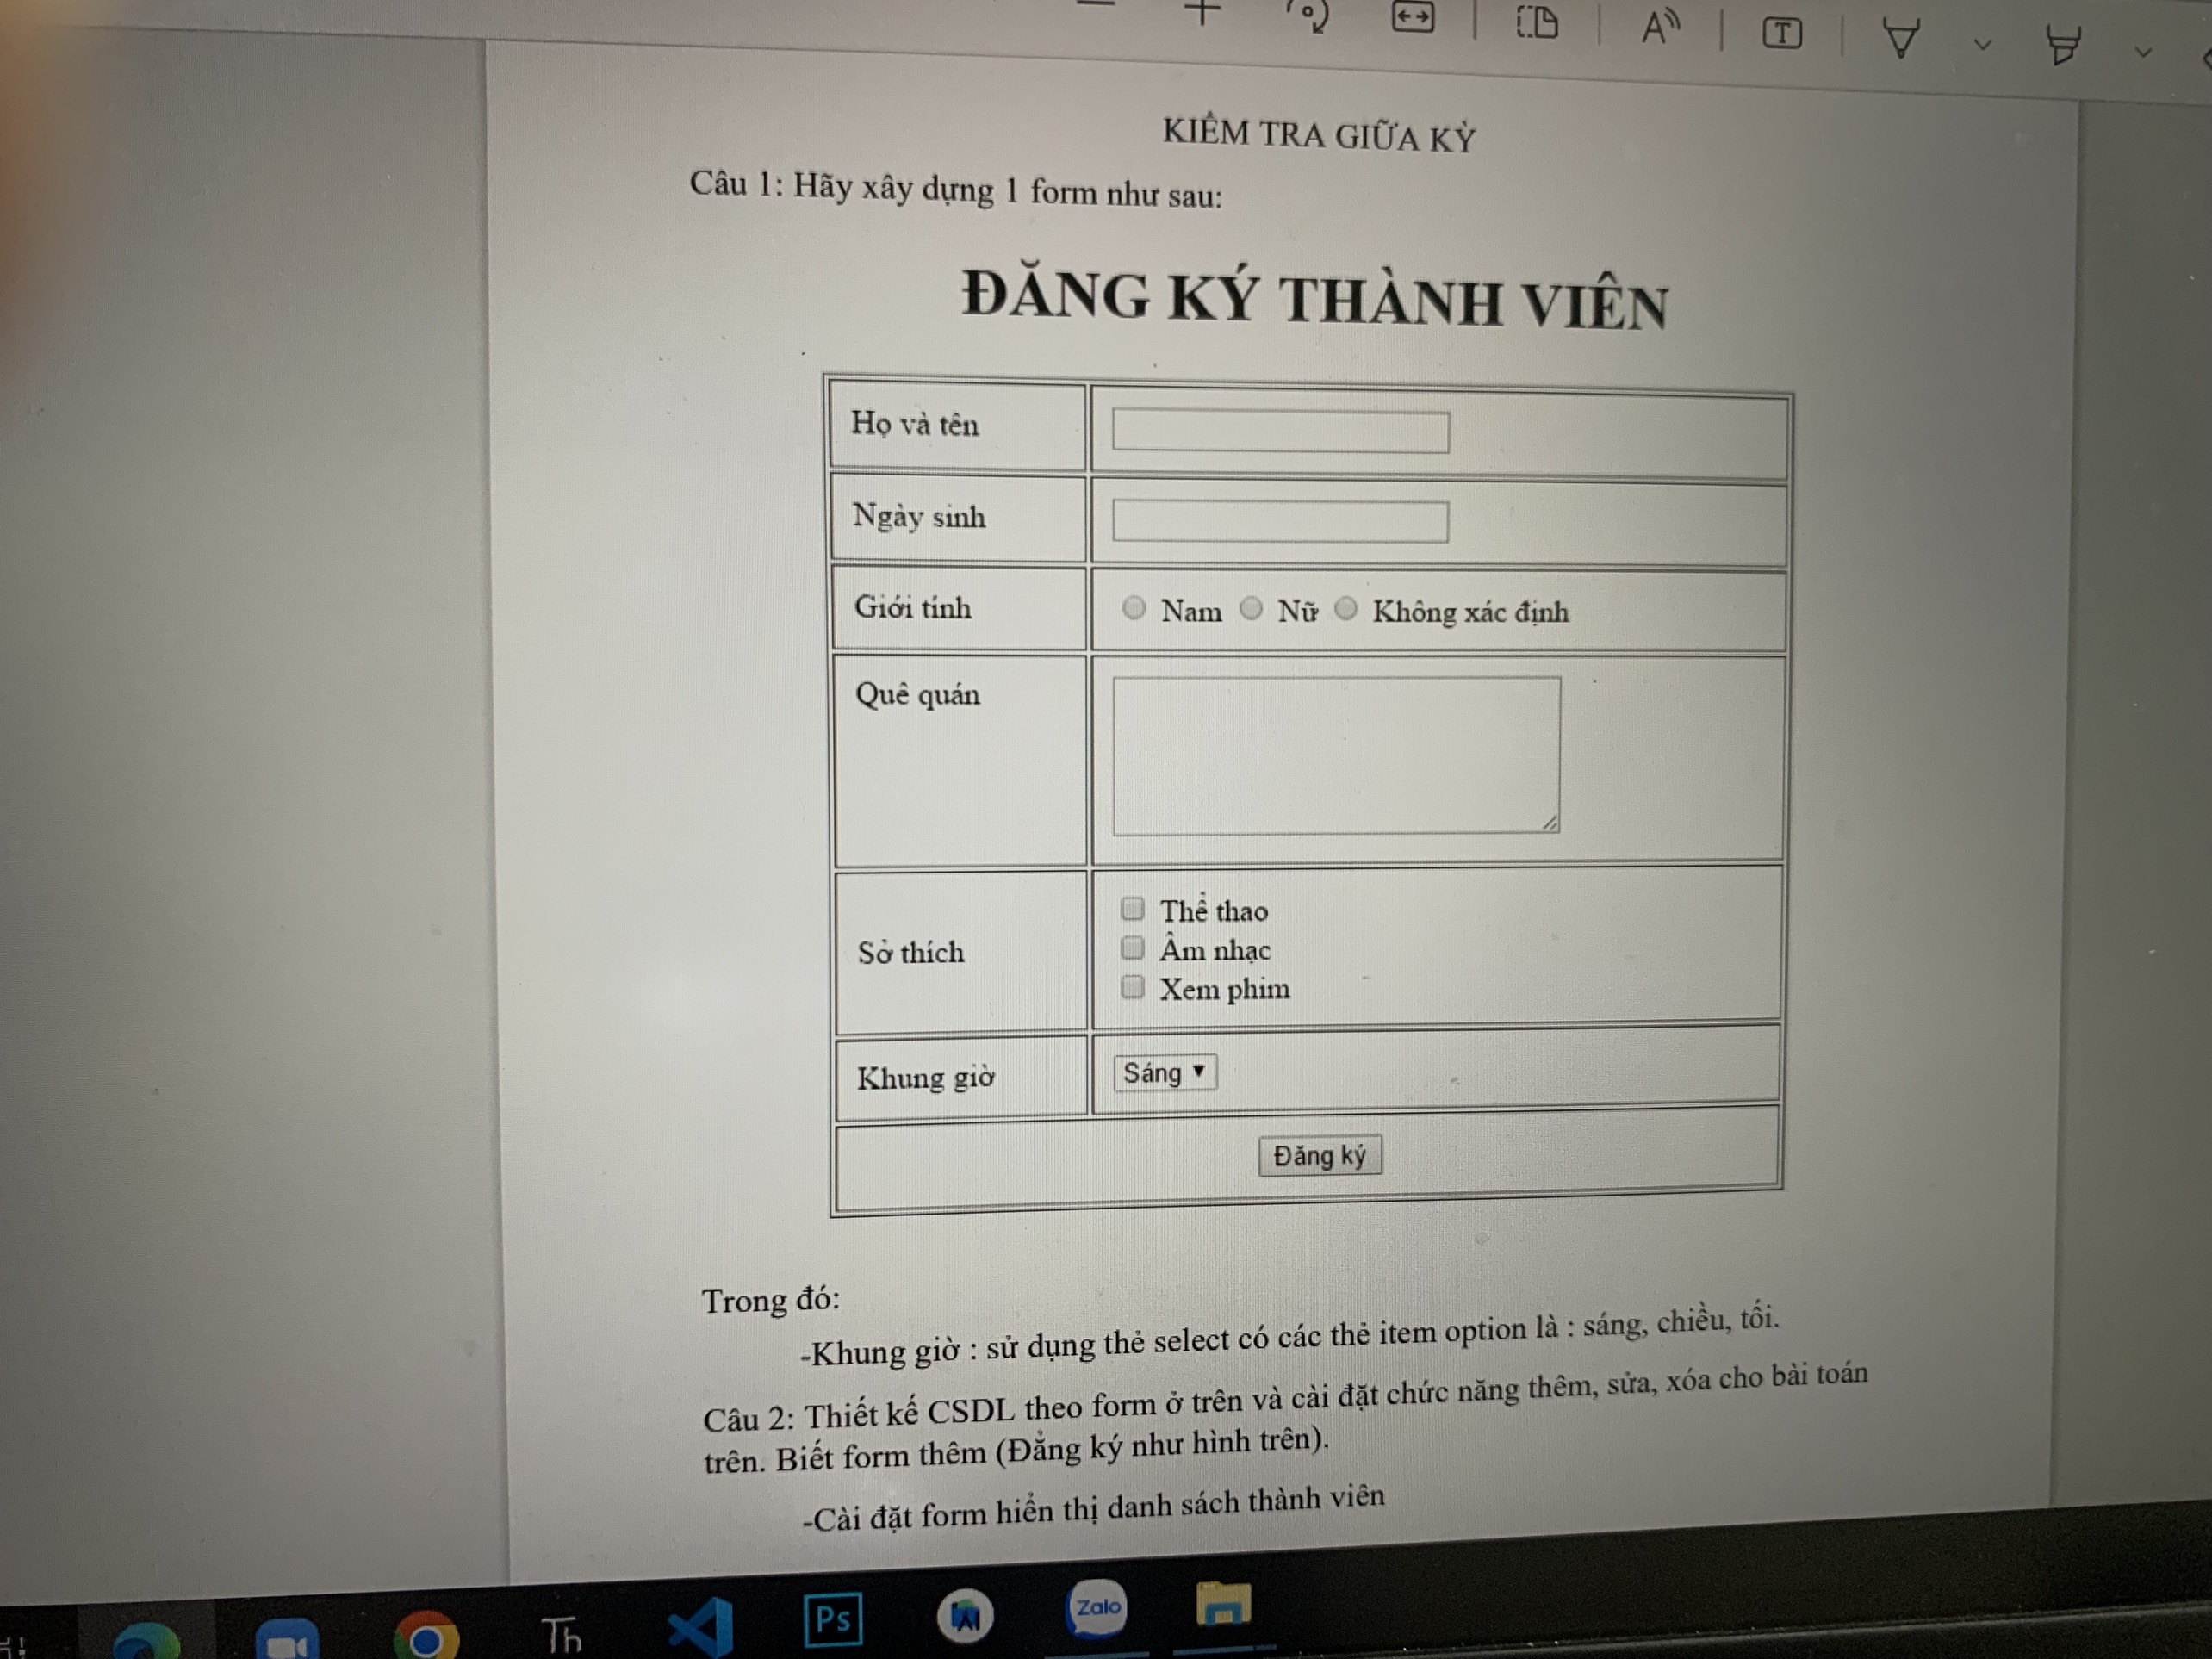 KIỂM TRA GIỮA KỲ
Câu 1: Hãy xây dựng 1 form như sau:
ĐĂNG KÝ THÀNH VIÊN
Họ và tên
Ngày sinh
Giới tính
Nam Nữ Không xác định
Quê quán
Sở thích
Thể thao
Âm nhạc
Xem phim
Khung giờ
Sáng
Đăng ký
Trong đó:
-Khung giờ : sử dụng thẻ select có các thẻ item option là : sáng, chiều, tối.
Câu 2: Thiết kế CSDL theo form ở trên và cài đặt chức năng thêm, sửa, xóa cho bài toán
trên. Biết form thêm (Đẳng ký như hình trên).
-Cài đặt form hiển thị danh sách thành viên
Th
Ps
Zalo